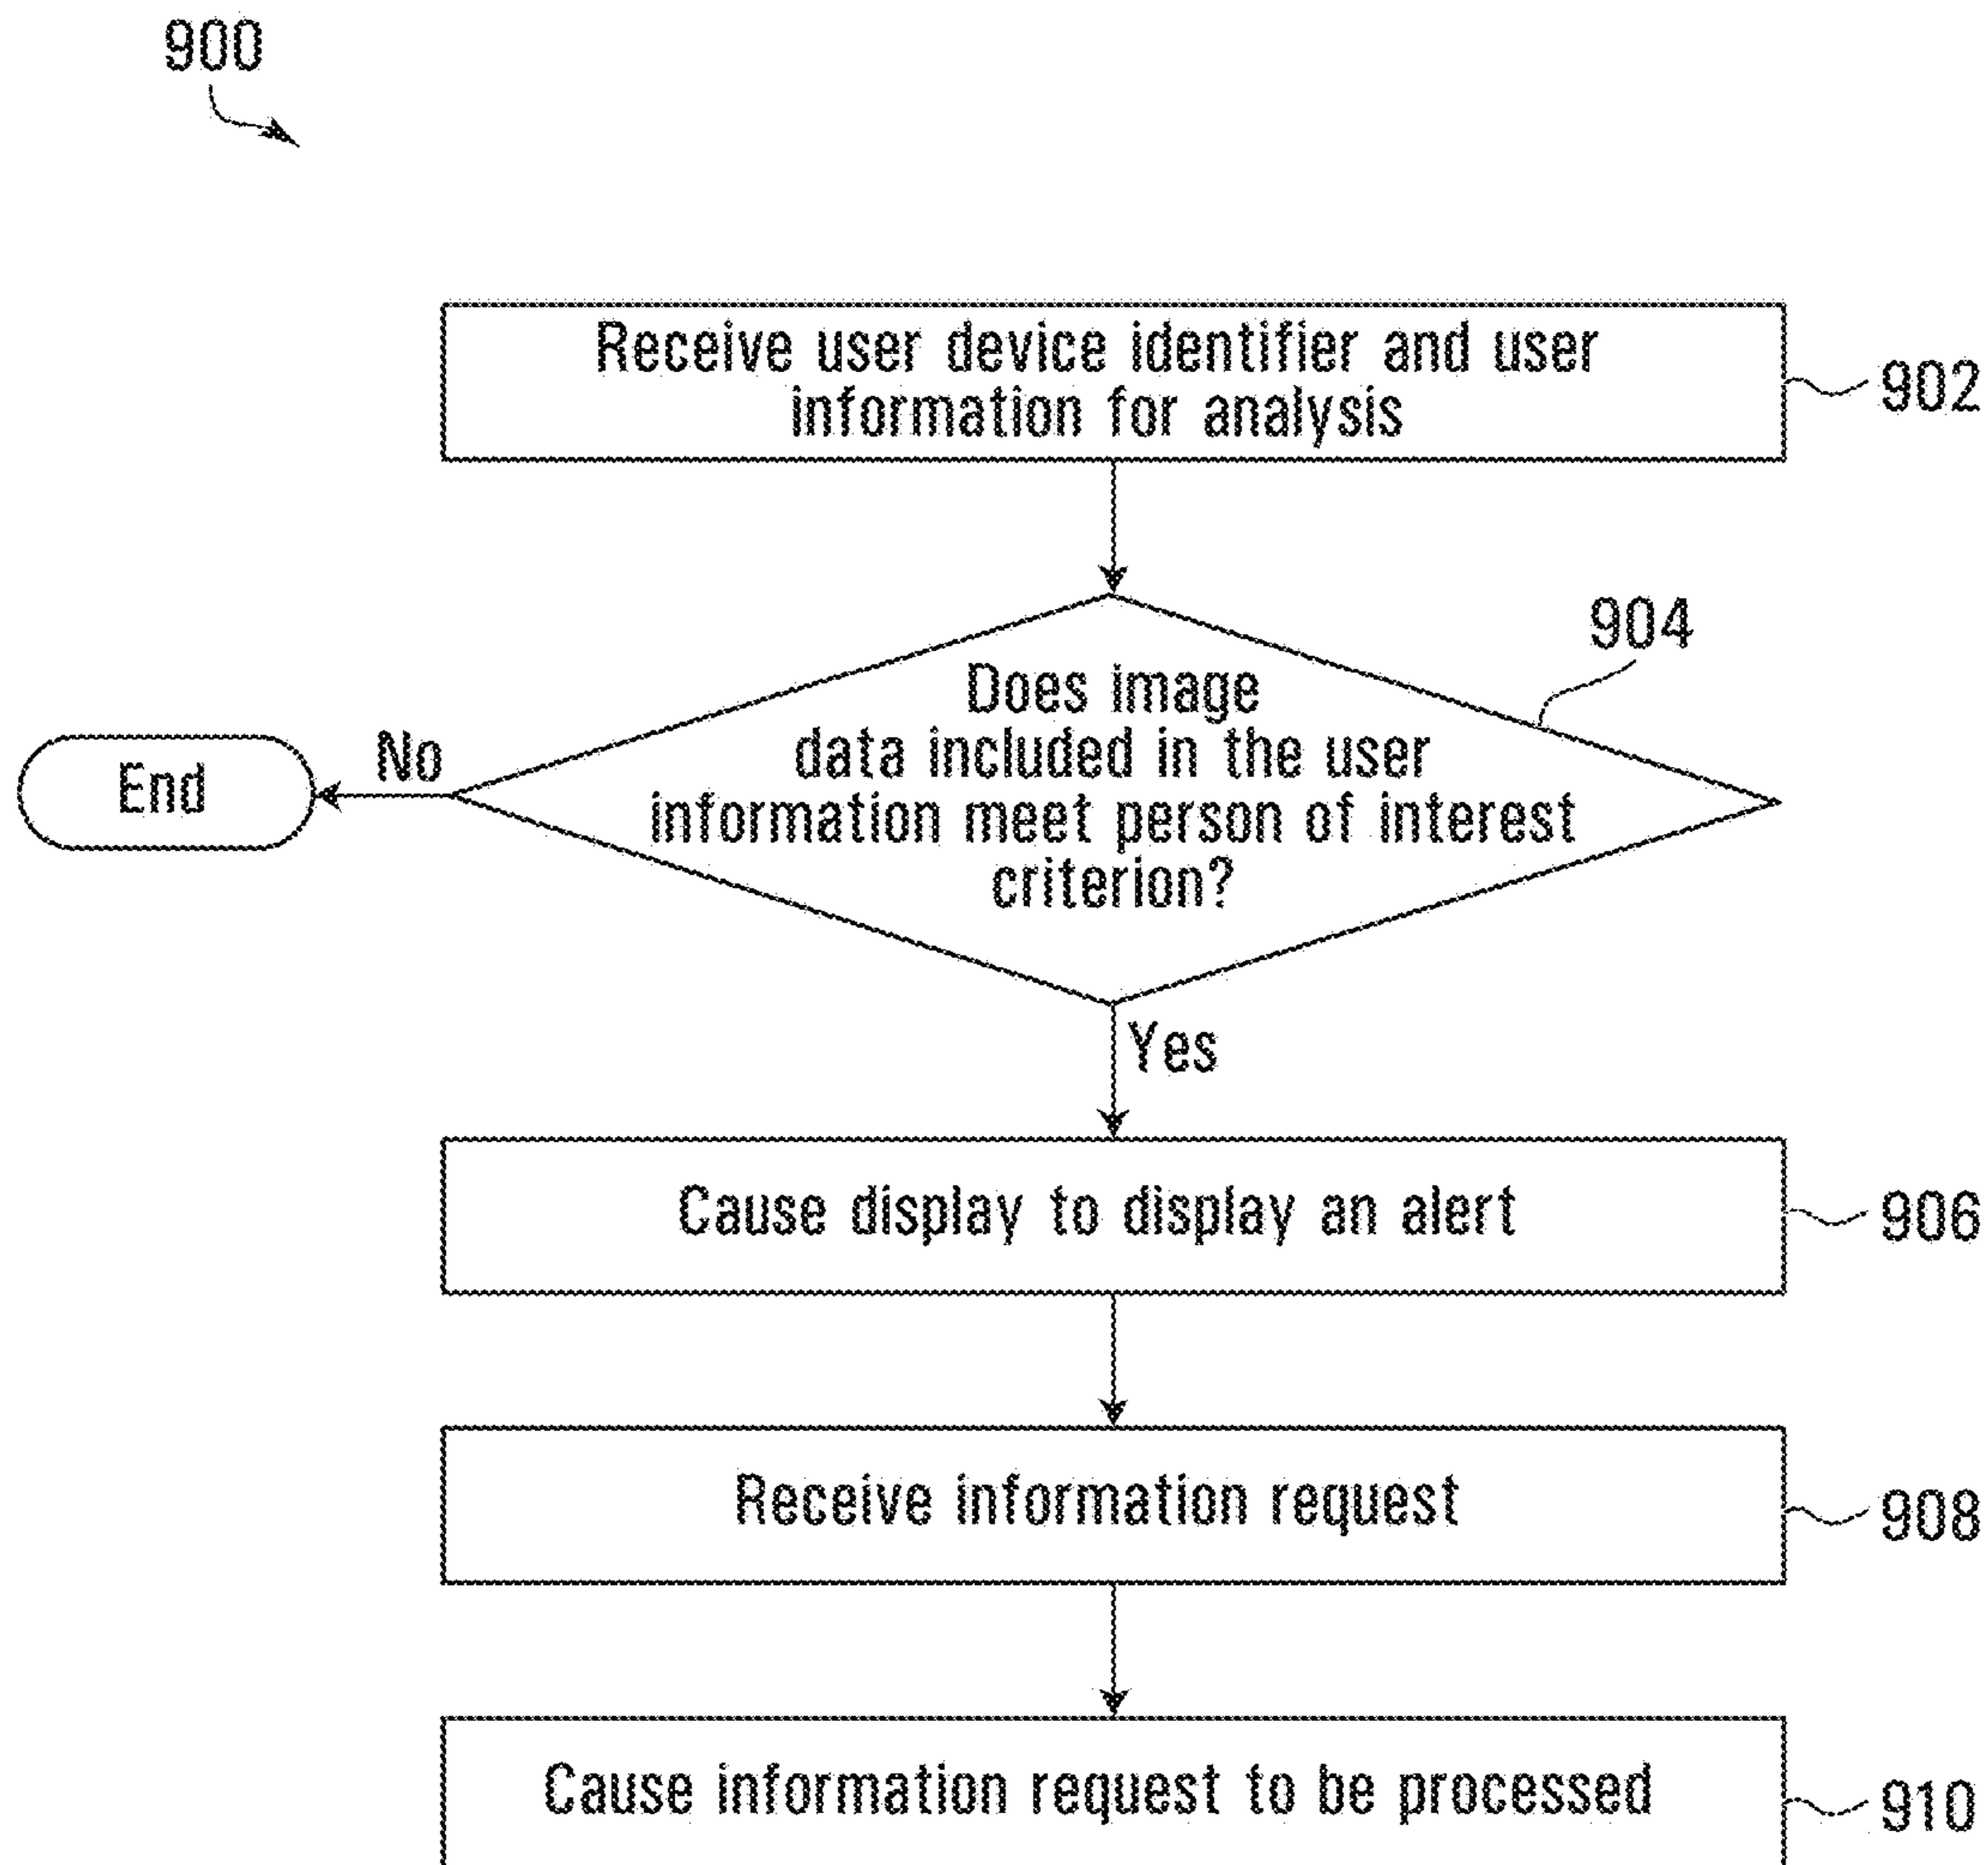 900
Receive user device identifier and user
information for analysis
902
904
Does image
data included in the user
information meet person of interest
criterion?
No
End
Yes
Cause display to display an alert
906
Receive information request
908
Cause information request to be processed
910